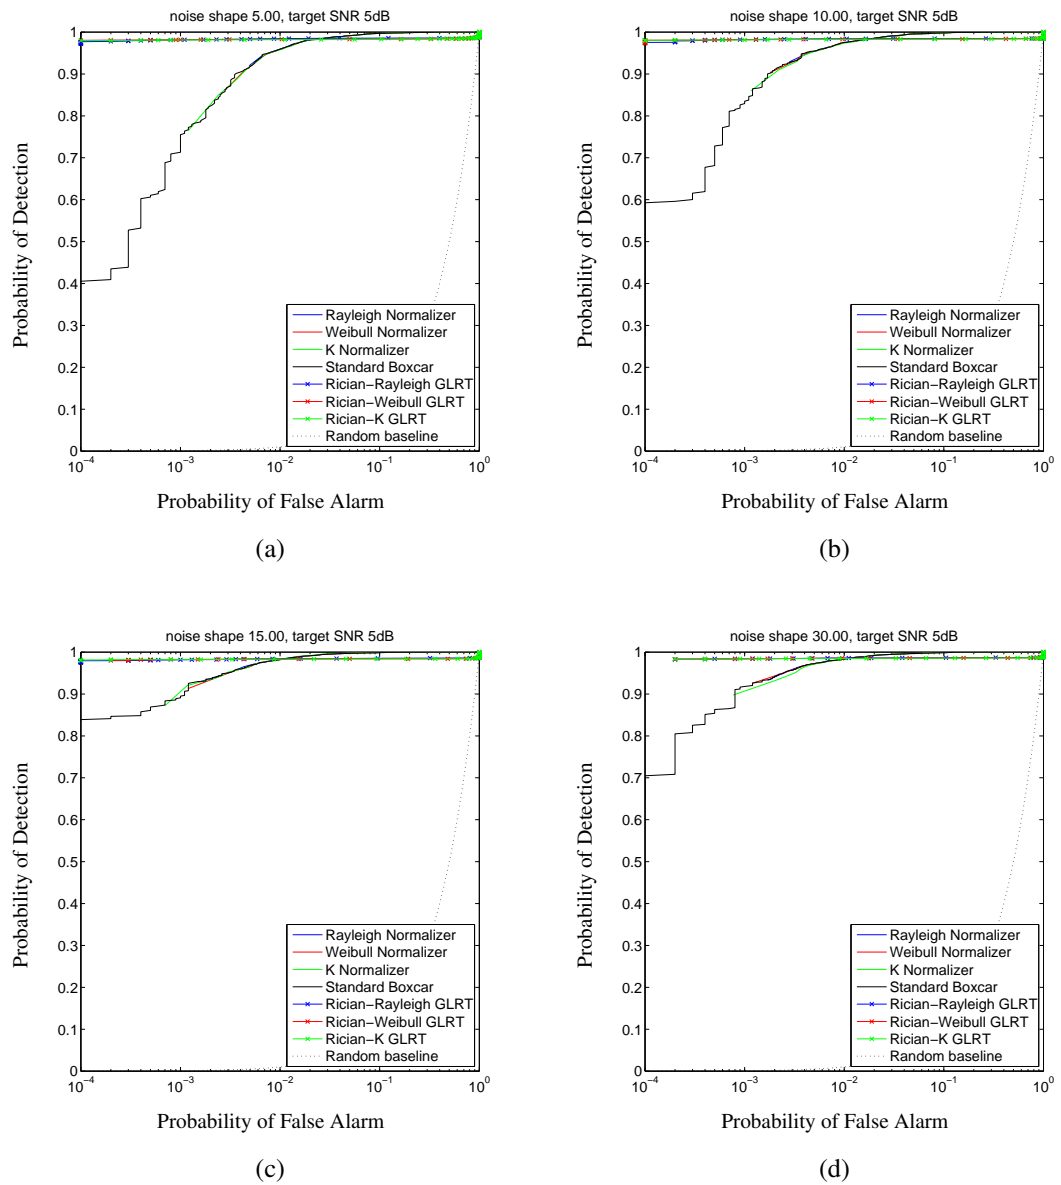 noise shape 5.00, target SNR 5dB
1
0.9
0.8
0.7
0.6
0.5
0.4
0.3
0.2
0.1
0
Probability of Detection
Rayleigh Normalizer
Weibull Normalizer
K Normalizer
Standard Boxcar
Rician−Rayleigh GLRT
Rician−Weibull GLRT
Rician−K GLRT
Random baseline
10^−4 10^−3 10^−2 10^−1 10^0
Probability of False Alarm
(a)
noise shape 10.00, target SNR 5dB
1
0.9
0.8
0.7
0.6
0.5
0.4
0.3
0.2
0.1
0
Probability of Detection
Rayleigh Normalizer
Weibull Normalizer
K Normalizer
Standard Boxcar
Rician−Rayleigh GLRT
Rician−Weibull GLRT
Rician−K GLRT
Random baseline
10^−4 10^−3 10^−2 10^−1 10^0
Probability of False Alarm
(b)
noise shape 15.00, target SNR 5dB
1
0.9
0.8
0.7
0.6
0.5
0.4
0.3
0.2
0.1
0
Probability of Detection
Rayleigh Normalizer
Weibull Normalizer
K Normalizer
Standard Boxcar
Rician−Rayleigh GLRT
Rician−Weibull GLRT
Rician−K GLRT
Random baseline
10^−4 10^−3 10^−2 10^−1 10^0
Probability of False Alarm
(c)
noise shape 30.00, target SNR 5dB
1
0.9
0.8
0.7
0.6
0.5
0.4
0.3
0.2
0.1
0
Probability of Detection
Rayleigh Normalizer
Weibull Normalizer
K Normalizer
Standard Boxcar
Rician−Rayleigh GLRT
Rician−Weibull GLRT
Rician−K GLRT
Random baseline
10^−4 10^−3 10^−2 10^−1 10^0
Probability of False Alarm
(d)